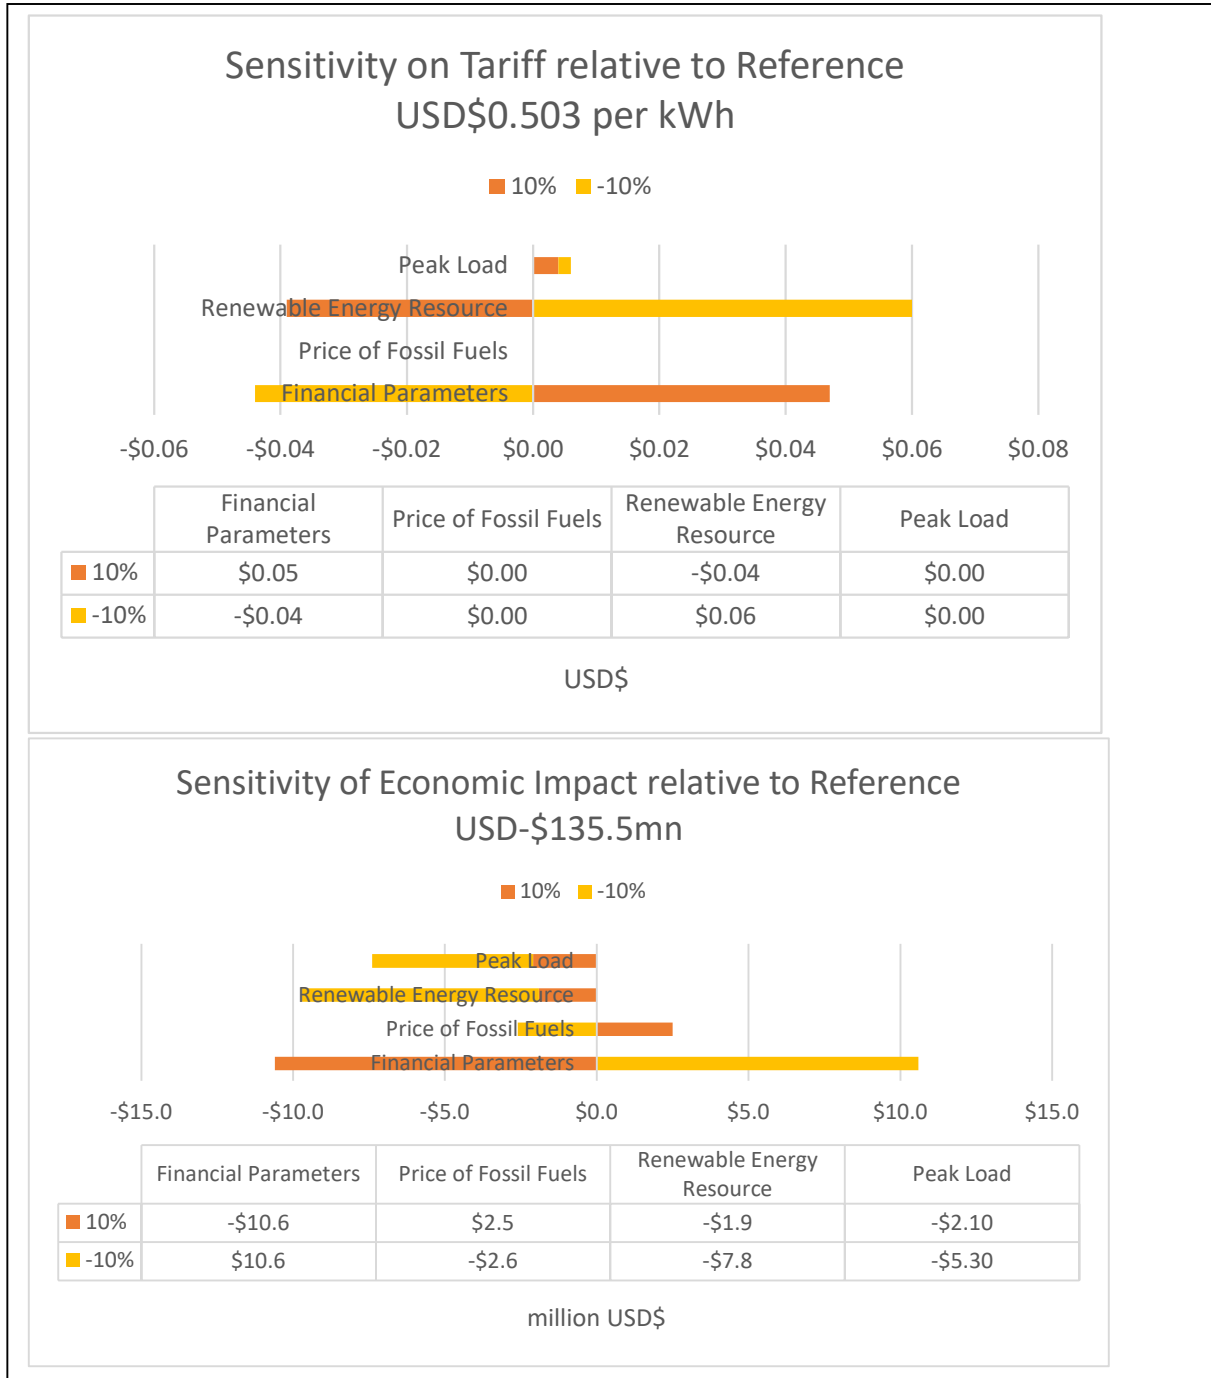 Sensitivity on Tariff relative to Reference
USD$0.503 per kWh
10% -10%
Peak Load
Renewable Energy Resource
Price of Fossil Fuels
Financial Parameters
-$0.06 -$0.04 -$0.02 $0.00 $0.02 $0.04 $0.06 $0.08
Financial Parameters Price of Fossil Fuels Renewable Energy Resource Peak Load
10% $0.05 $0.00 -$0.04 $0.00
-10% -$0.04 $0.00 $0.06 $0.00
USD$
Sensitivity of Economic Impact relative to Reference
USD-$135.5mn
10% -10%
Peak Load
Renewable Energy Resource
Price of Fossil Fuels
Financial Parameters
-$15.0 -$10.0 -$5.0 $0.0 $5.0 $10.0 $15.0
Financial Parameters Price of Fossil Fuels Renewable Energy Resource Peak Load
10% -$10.6 $2.5 -$1.9 -$2.10
-10% $10.6 -$2.6 -$7.8 -$5.30
million USD$